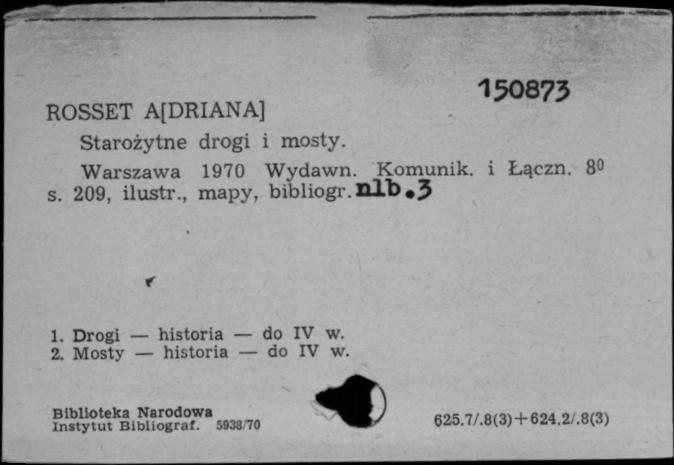 150873
ROSSET A[DRIANA]
Starożytne drogi i mosty.
Warszawa 1970 Wydawn. Komunik. i Łączn. 8⁰
s. 209, ilustr., mapy, bibliogr. nlb.3
1. Drogi — historia — do IV w.
2. Mosty — historia — do IV w.
Biblioteka Narodowa
Instytut Bibliograf. 5938/70
625.7/.8(3)+624.2/.8(3)